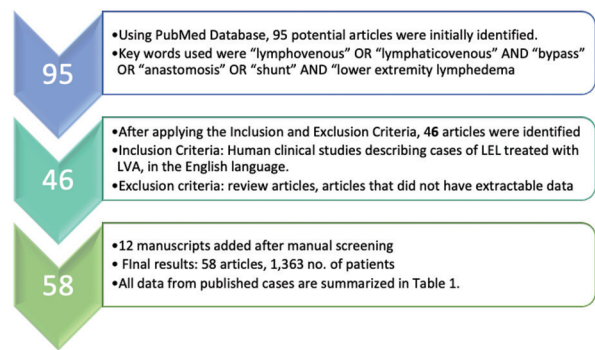 95
•Using PubMed Database, 95 potential articles were initially identified.
•Key words used were “lymphovenous” OR “lymphaticovenous” AND “bypass”
OR “anastomosis” OR “shunt” AND “lower extremity lymphedema
46
•After applying the Inclusion and Exclusion Criteria, 46 articles were identified
•Inclusion Criteria: Human clinical studies describing cases of LEL treated with
LVA, in the English language.
•Exclusion criteria: review articles, articles that did not have extractable data
58
•12 manuscripts added after manual screening
• FInal results: 58 articles, 1,363 no. of patients
•All data from published cases are summarized in Table 1.